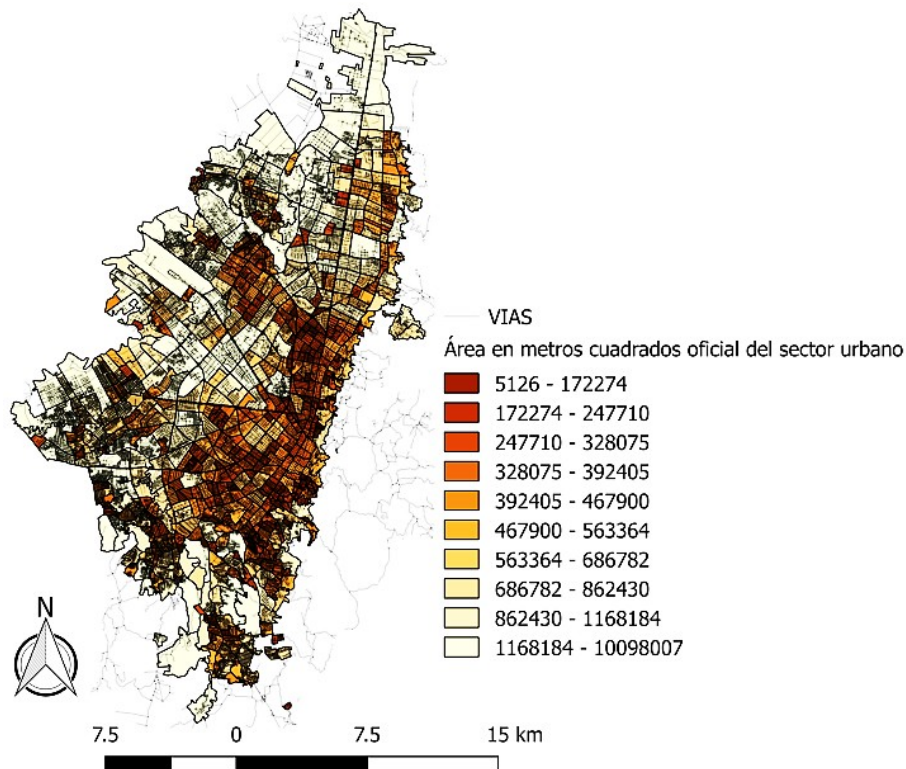 VIAS
Área en metros cuadrados oficial del sector urbano
5126 - 172274
172274 - 247710
247710 - 328075
328075 - 392405
392405 - 467900
467900 - 563364
563364 - 686782
686782 - 862430
862430 - 1168184
1168184 - 10098007
N
7.5 0 7.5 15 km